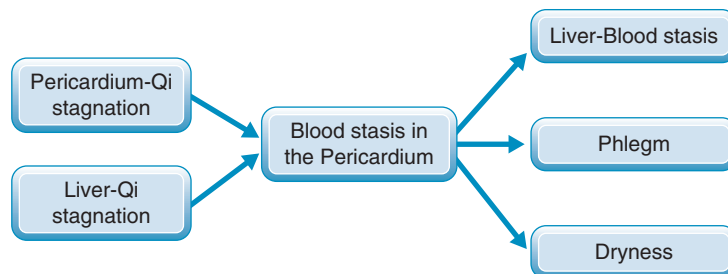 Pericardium-Qi
stagnation
Liver-Qi
stagnation
Blood stasis in
the Pericardium
Liver-Blood stasis
Phlegm
Dryness